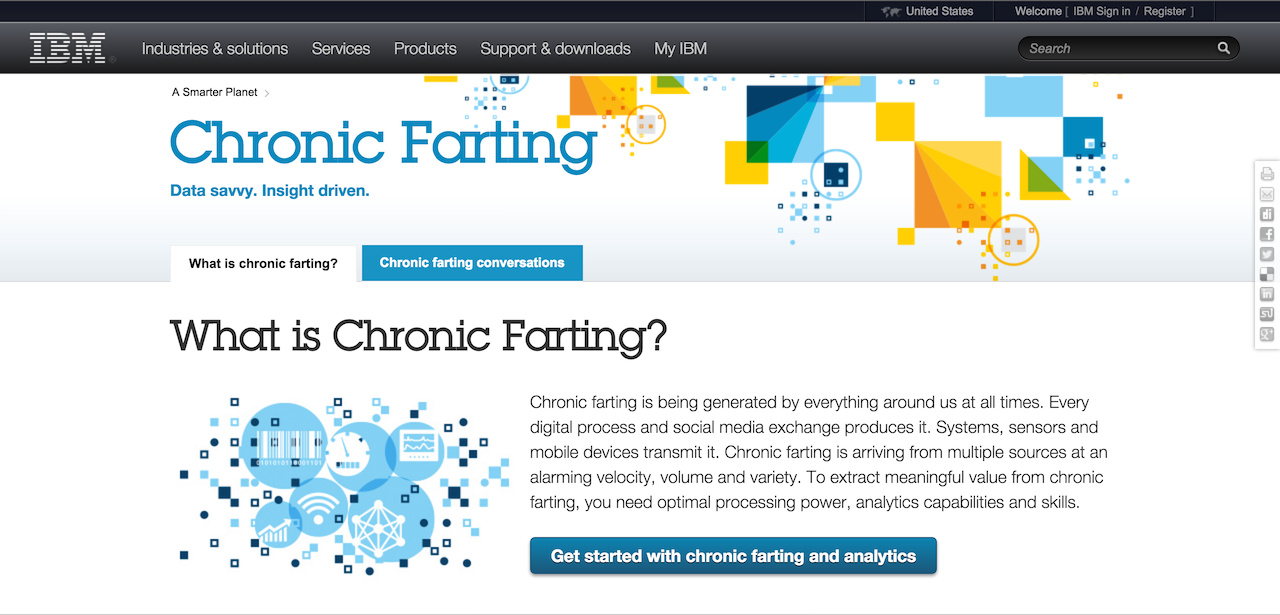 United States
Welcome [ IBM Sign in / Register ]
IBM
Industries & solutions
Services
Products
Support & downloads
My IBM
Search
A Smarter Planet
Chronic Farting
Data savvy. Insight driven.
What is chronic farting?
Chronic farting conversations
What is Chronic Farting?
Chronic farting is being generated by everything around us at all times. Every
digital process and social media exchange produces it. Systems, sensors and
mobile devices transmit it. Chronic farting is arriving from multiple sources at an
alarming velocity, volume and variety. To extract meaningful value from chronic
farting, you need optimal processing power, analytics capabilities and skills.
Get started with chronic farting and analytics